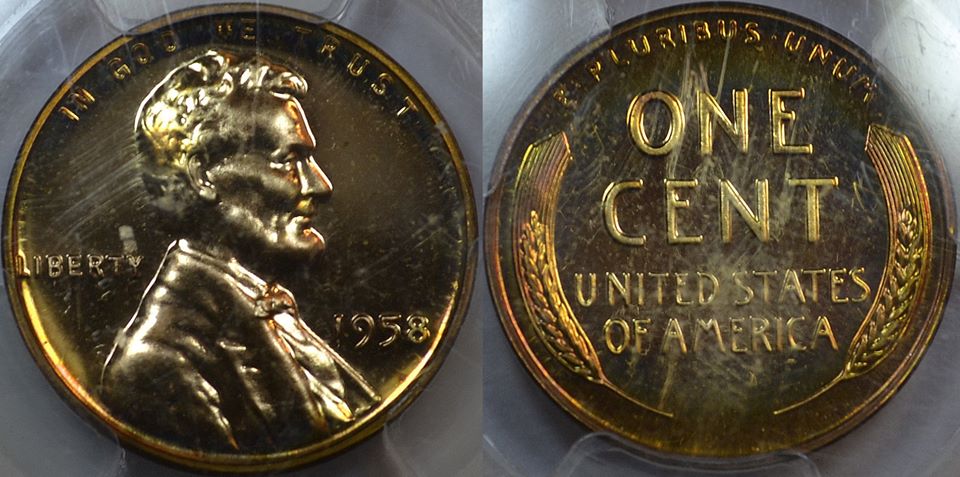 IN GOD WE TRUST
LIBERTY
1958
E·PLURIBUS·UNUM
ONE
CENT
UNITED STATES
OF AMERICA